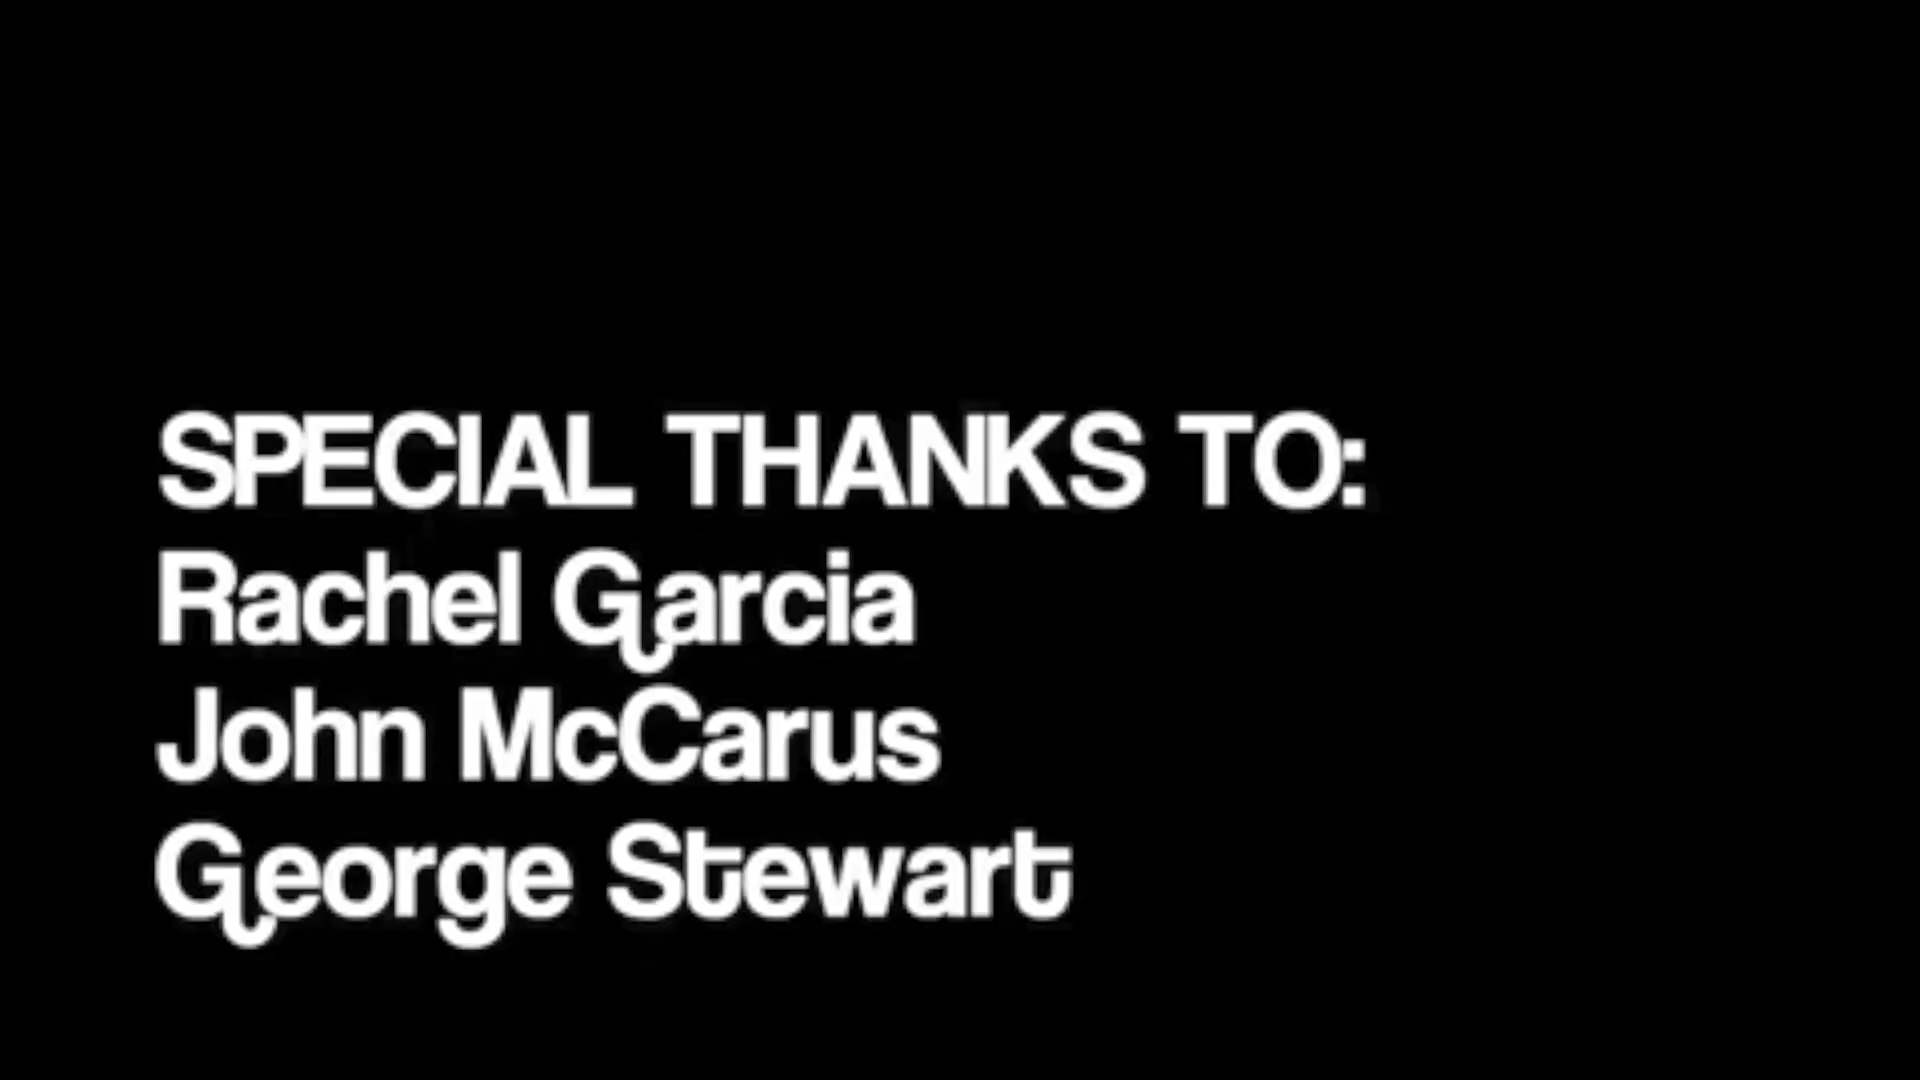 SPECIAL THANKS TO:
Rachel Garcia
John McCarus
George Stewart